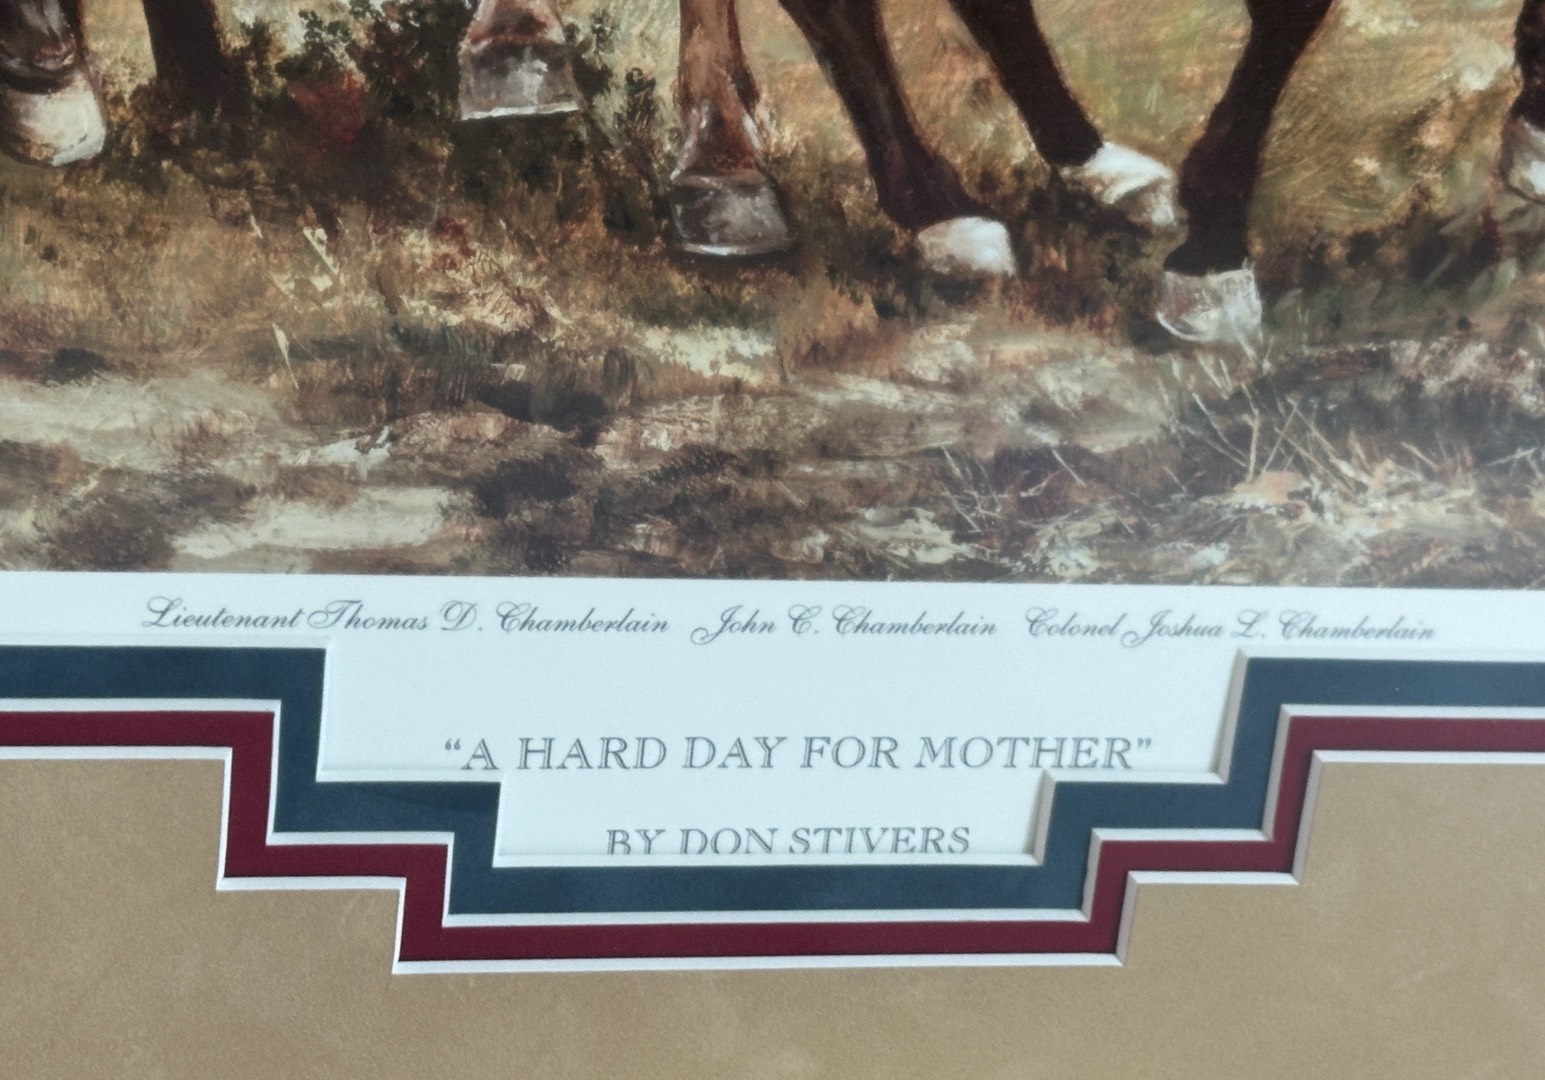 Lieutenant Thomas D. Chamberlain John C. Chamberlain Colonel Joshua L. Chamberlain
“A HARD DAY FOR MOTHER”
BY DON STIVERS